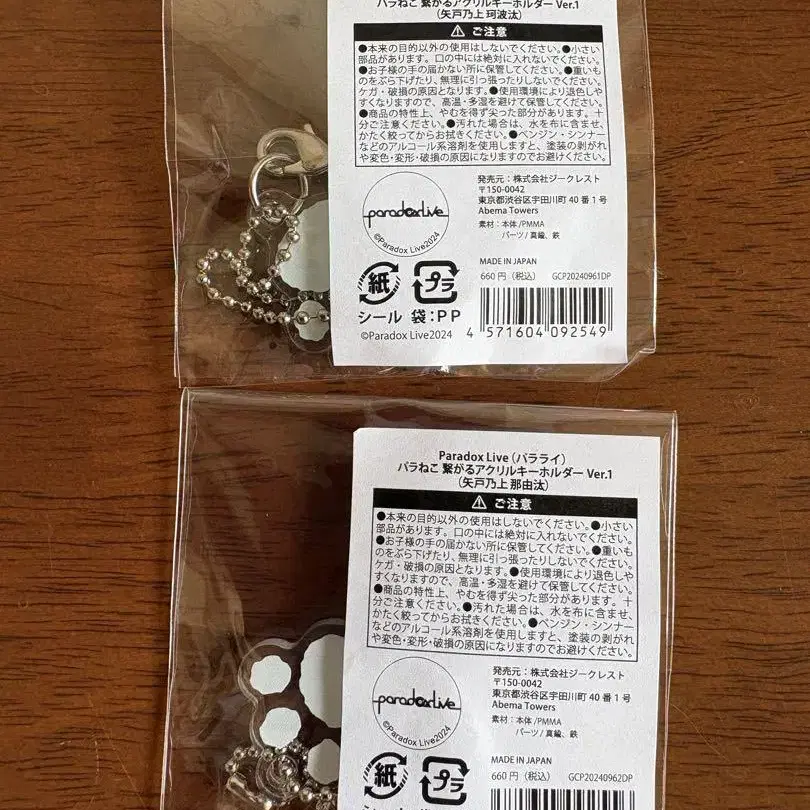 パラねこ 繋がるアクリルキーホルダー Ver.1
(矢戸乃上 珂波汰)
⚠ ご注意
●本来の目的以外の使用はしないでください。●小さい
部品があります。口の中には絶対に入れないでください。
●お子様の手の届かない所に保管してください。●重いも
のをぶら下げたり、無理に引っ張ったりしないでください。
ケガ・破損の原因となります。●使用環境により退色しや
すくなりますので、高温・多湿を避けて保管してください。
●商品の特性上、やむを得ず尖った部分があります。十
分ご注意ください。●汚れた場合は、水を布に含ませ、
かたく絞ってからお拭きください。●ベンジン・シンナー
などのアルコール系溶剤を使用しますと、塗装の剥がれ
や変色・変形・破損の原因になりますのでお避けください。
paradoxlive
©Paradox Live2024
発売元：株式会社ジークレスト
〒150-0042
東京都渋谷区宇田川町 40 番 1 号
Abema Towers
素材：本体 /PMMA
パーツ / 真鍮、鉄
紙
プラ
シール 袋:PP
©Paradox Live2024
MADE IN JAPAN
660 円（税込） GCP20240961DP
4 571604 092549
Paradox Live (パラライ)
パラねこ 繋がるアクリルキーホルダー Ver.1
(矢戸乃上 那由汰)
⚠ ご注意
●本来の目的以外の使用はしないでください。●小さい
部品があります。口の中には絶対に入れないでください。
●お子様の手の届かない所に保管してください。●重いも
のをぶら下げたり、無理に引っ張ったりしないでください。
ケガ・破損の原因となります。●使用環境により退色しや
すくなりますので、高温・多湿を避けて保管してください。
●商品の特性上、やむを得ず尖った部分があります。十
分ご注意ください。●汚れた場合は、水を布に含ませ、
かたく絞ってからお拭きください。●ベンジン・シンナー
などのアルコール系溶剤を使用しますと、塗装の剥がれ
や変色・変形・破損の原因になりますのでお避けください。
paradoxlive
©Paradox Live2024
発売元：株式会社ジークレスト
〒150-0042
東京都渋谷区宇田川町 40 番 1 号
Abema Towers
素材：本体 /PMMA
パーツ / 真鍮、鉄
紙
プラ
MADE IN JAPAN
660 円（税込） GCP20240962DP